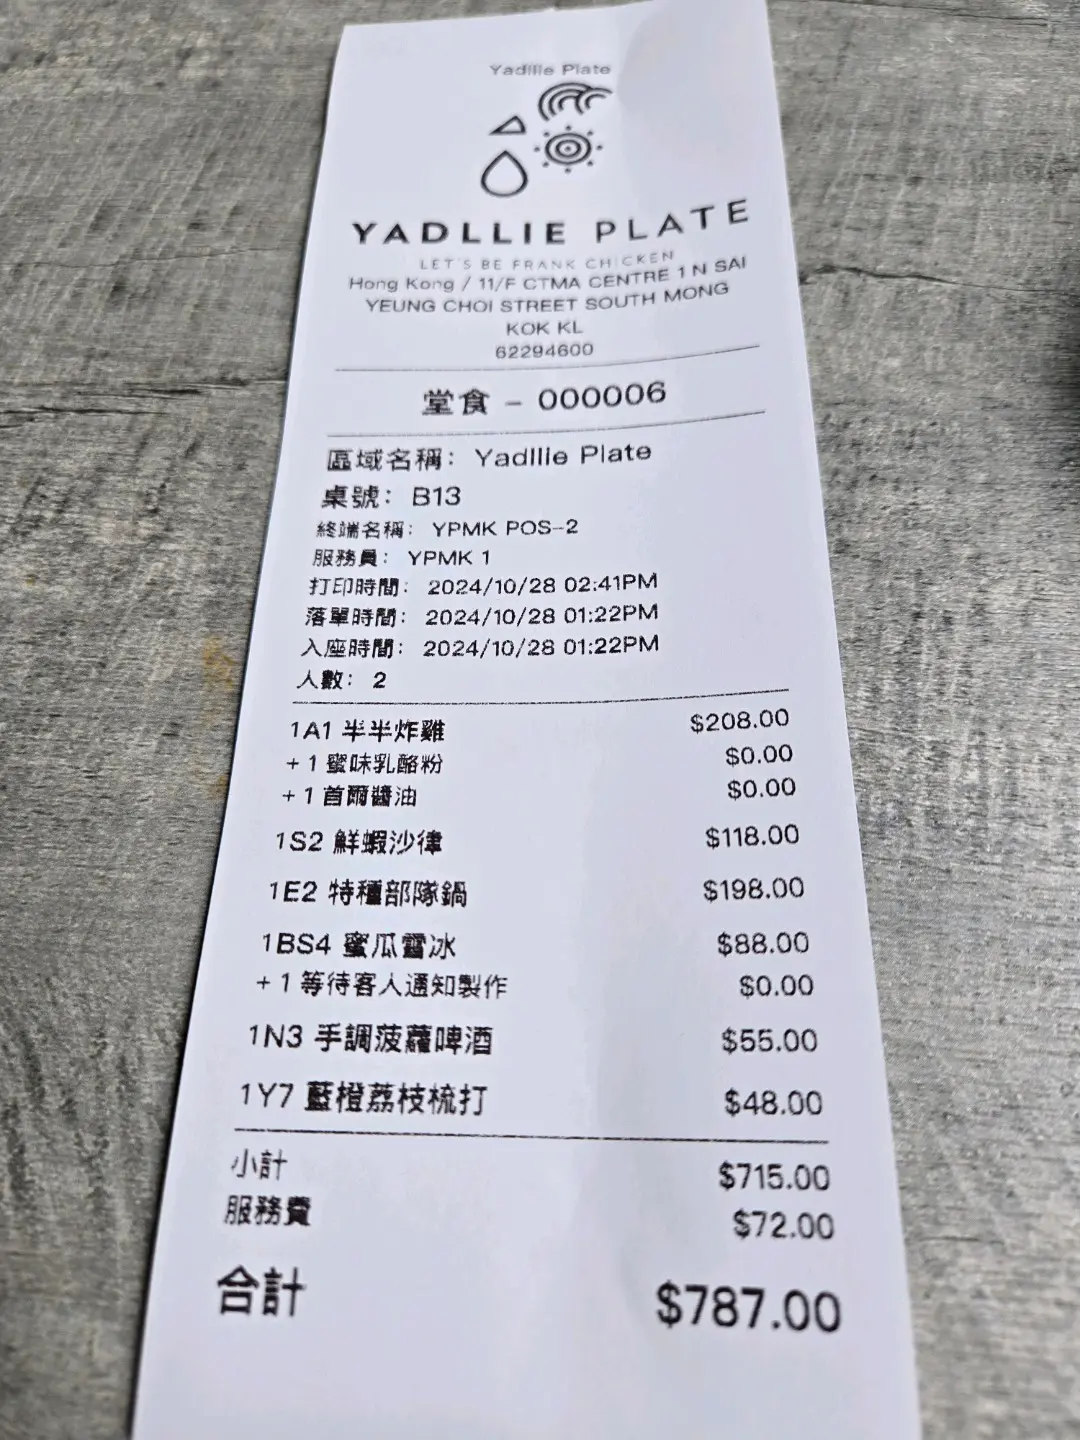 Yadllie Plate
YADLLIE PLATE
LET'S BE FRANK CHICKEN
Hong Kong / 11/F CTMA CENTRE 1 N SAI
YEUNG CHOI STREET SOUTH MONG
KOK KL
62294600
堂食 - 000006
區域名稱: Yadllie Plate
桌號: B13
終端名稱: YPMK POS-2
服務員: YPMK 1
打印時間: 2024/10/28 02:41PM
落單時間: 2024/10/28 01:22PM
入座時間: 2024/10/28 01:22PM
人數: 2
1A1 半半炸雞 $208.00
+ 1 蜜味乳酪粉 $0.00
+ 1 首爾醬油 $0.00
1S2 鮮蝦沙律 $118.00
1E2 特種部隊鍋 $198.00
1BS4 蜜瓜雪冰 $88.00
+ 1 等待客人通知製作 $0.00
1N3 手調菠蘿啤酒 $55.00
1Y7 藍橙荔枝梳打 $48.00
小計 $715.00
服務費 $72.00
合計 $787.00